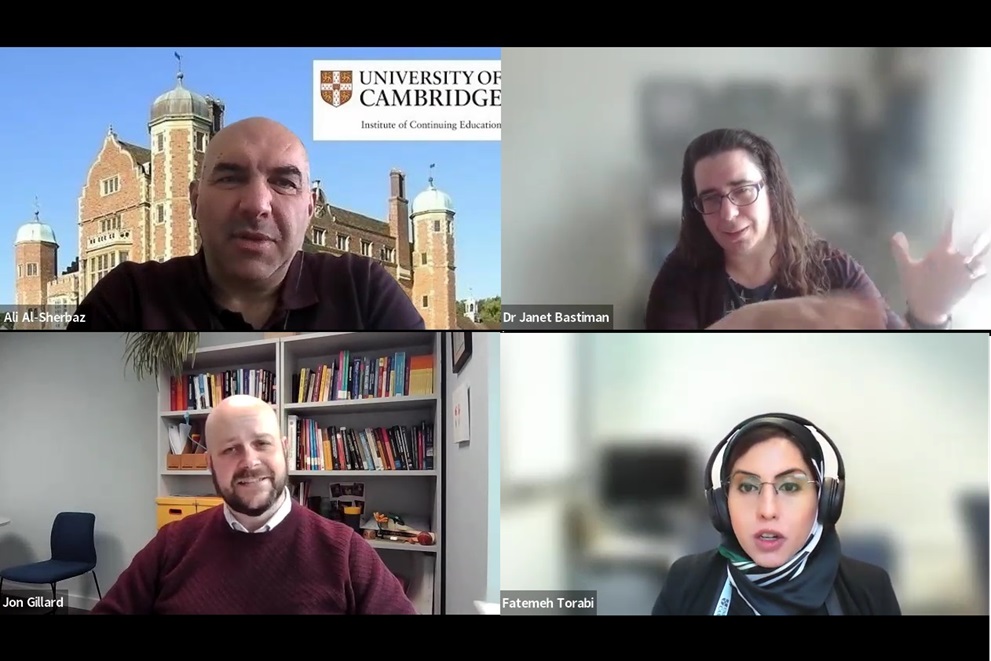 UNIVERSITY OF
CAMBRIDGE
Institute of Continuing Education
Ali Al-Sherbaz
Dr Janet Bastiman
Jon Gillard
Fatemeh Torabi